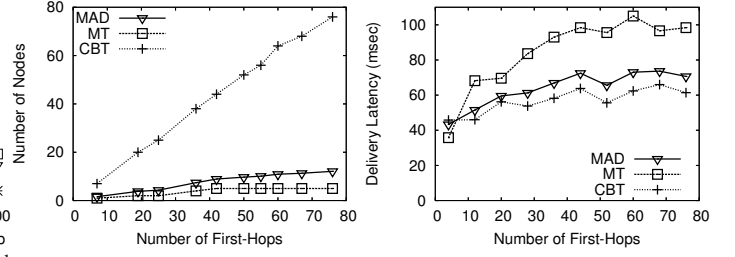 80
60
40
20
0
Number of Nodes
MAD
MT
CBT
0 10 20 30 40 50 60 70 80
Number of First-Hops
100
80
60
40
20
0
Delivery Latency (msec)
MAD
MT
CBT
0 10 20 30 40 50 60 70 80
Number of First-Hops